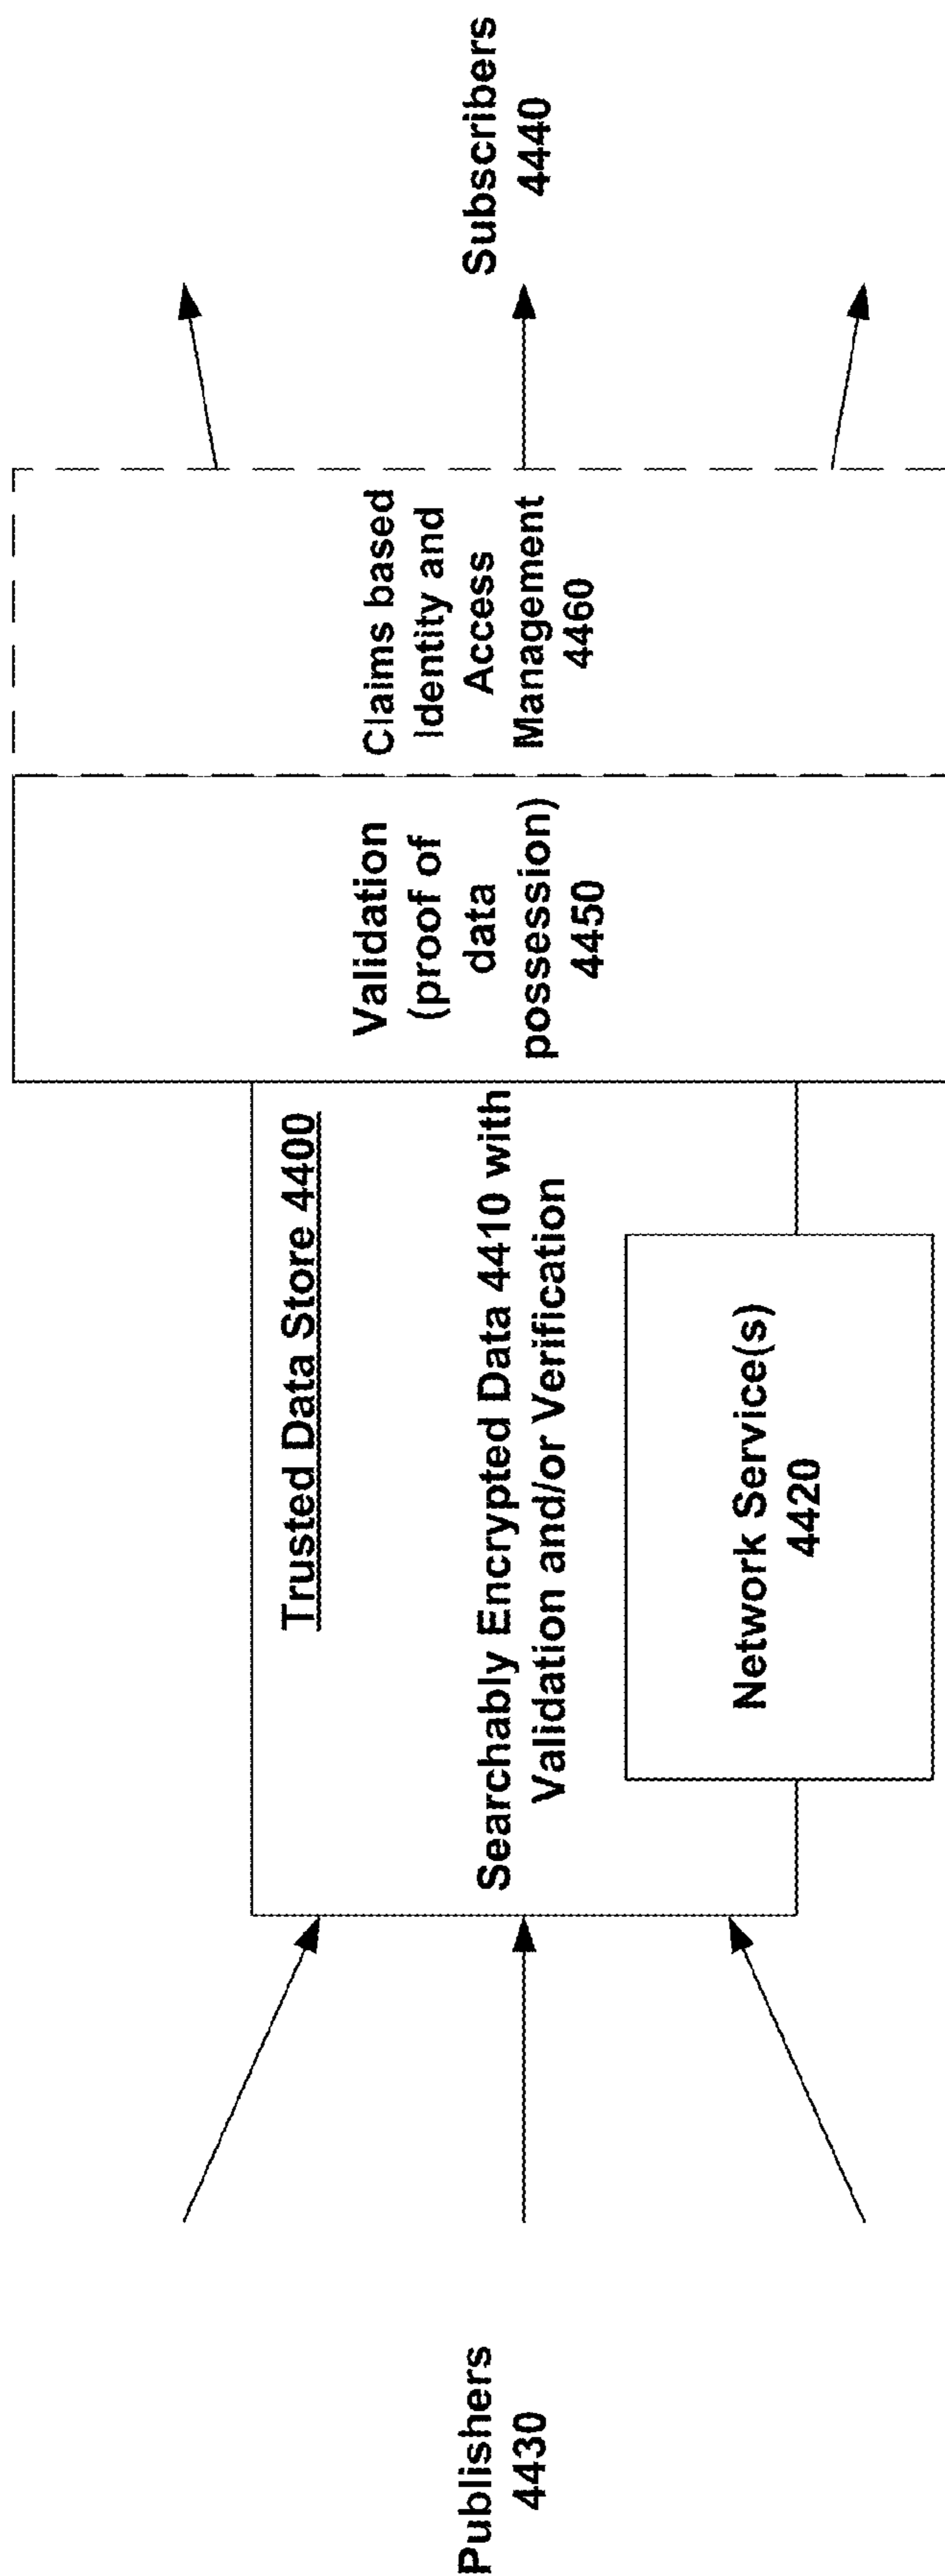 Publishers
4430
Trusted Data Store 4400
Searchably Encrypted Data 4410 with
Validation and/or Verification
Network Service(s)
4420
Validation
(proof of
data
possession)
4450
Claims based
Identity and
Access
Management
4460
Subscribers
4440